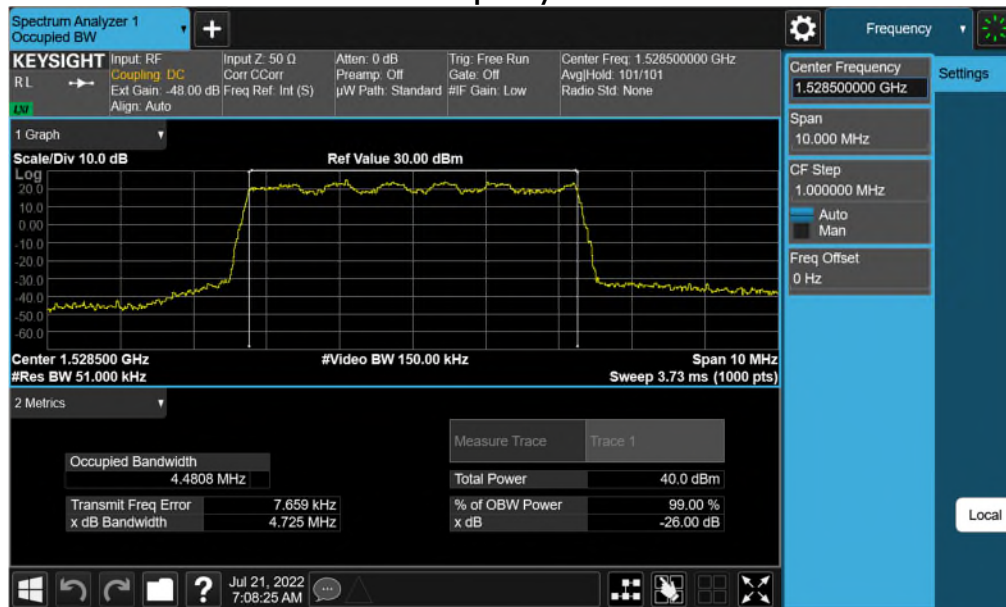 Spectrum Analyzer 1
Occupied BW
Frequency
KEYSIGHT
RL
LXI
Input: RF
Coupling: DC
Ext Gain: -48.00 dB
Align: Auto
Input Z: 50 Ω
Corr CCorr
Freq Ref: Int (S)
Atten: 0 dB
Preamp: Off
µW Path: Standard
Trig: Free Run
Gate: Off
#IF Gain: Low
Center Freq: 1.528500000 GHz
Avg|Hold: 101/101
Radio Std: None
1 Graph
Scale/Div 10.0 dB
Ref Value 30.00 dBm
Log
20.0
10.0
0.00
-10.0
-20.0
-30.0
-40.0
-50.0
-60.0
Center 1.528500 GHz
#Video BW 150.00 kHz
Span 10 MHz
#Res BW 51.000 kHz
Sweep 3.73 ms (1000 pts)
2 Metrics
Measure Trace
Trace 1
Occupied Bandwidth
4.4808 MHz
Total Power
40.0 dBm
Transmit Freq Error
7.659 kHz
% of OBW Power
99.00 %
x dB Bandwidth
4.725 MHz
x dB
-26.00 dB
Center Frequency
1.528500000 GHz
Settings
Span
10.000 MHz
CF Step
1.000000 MHz
Auto
Man
Freq Offset
0 Hz
Local
?
Jul 21, 2022
7:08:25 AM